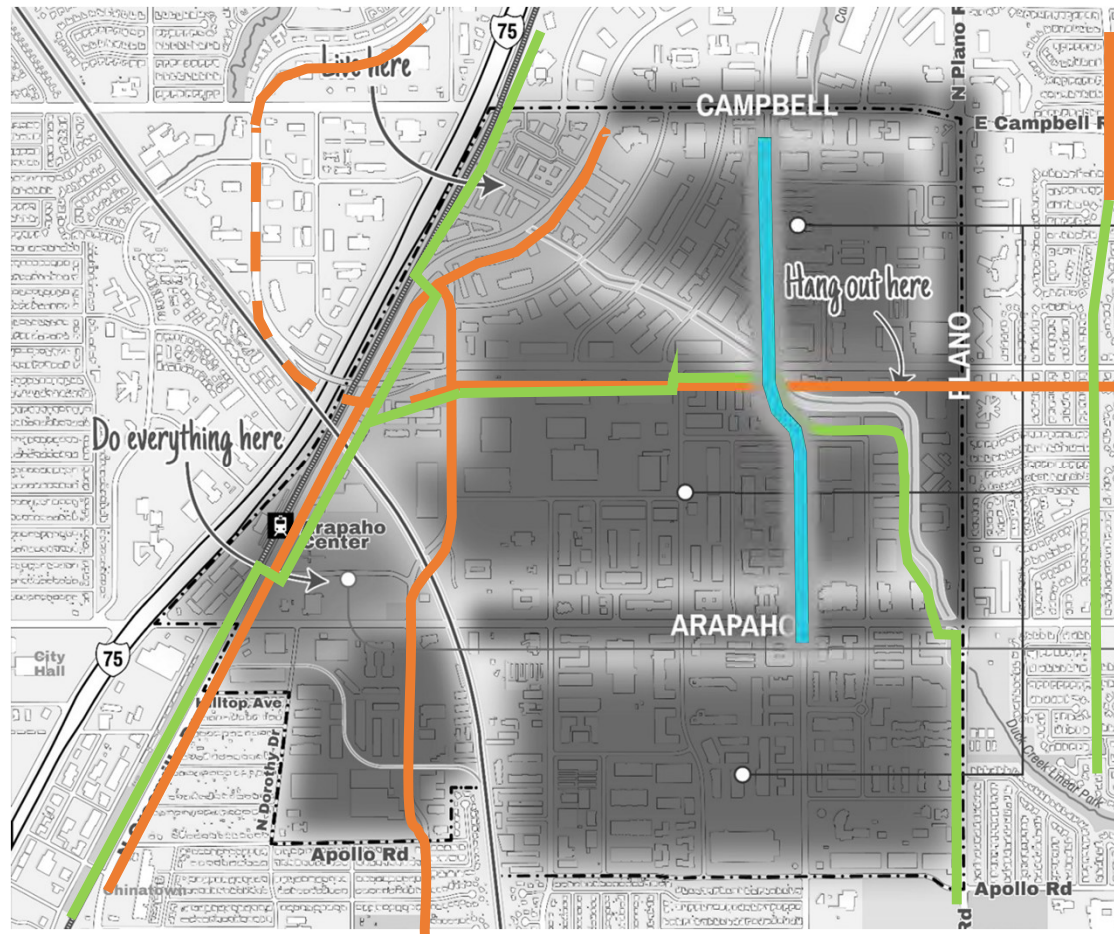 75
Live here
N Plano R
CAMPBELL
E Campbell R
Hang out here
PLANO
Do everything here
Arapaho
Center
ARAPAHO
City
Hall
75
Hilltop Ave
N Dorothy Dr
Duck Creek Linear Park
Apollo Rd
Chinatown
Apollo Rd
Rd